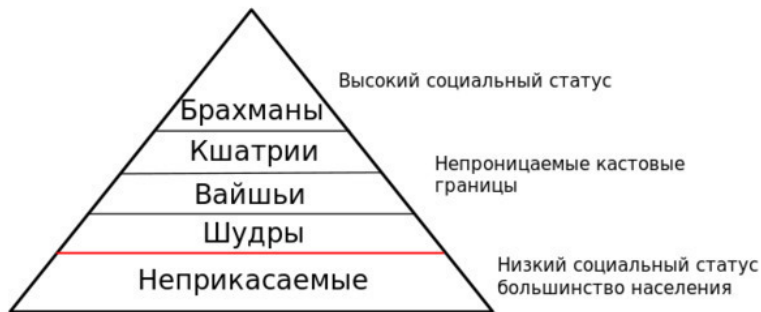 Высокий социальный статус
Брахманы
Кшатрии
Непроницаемые кастовые
границы
Вайшьи
Шудры
Неприкасаемые
Низкий социальный статус
большинство населения